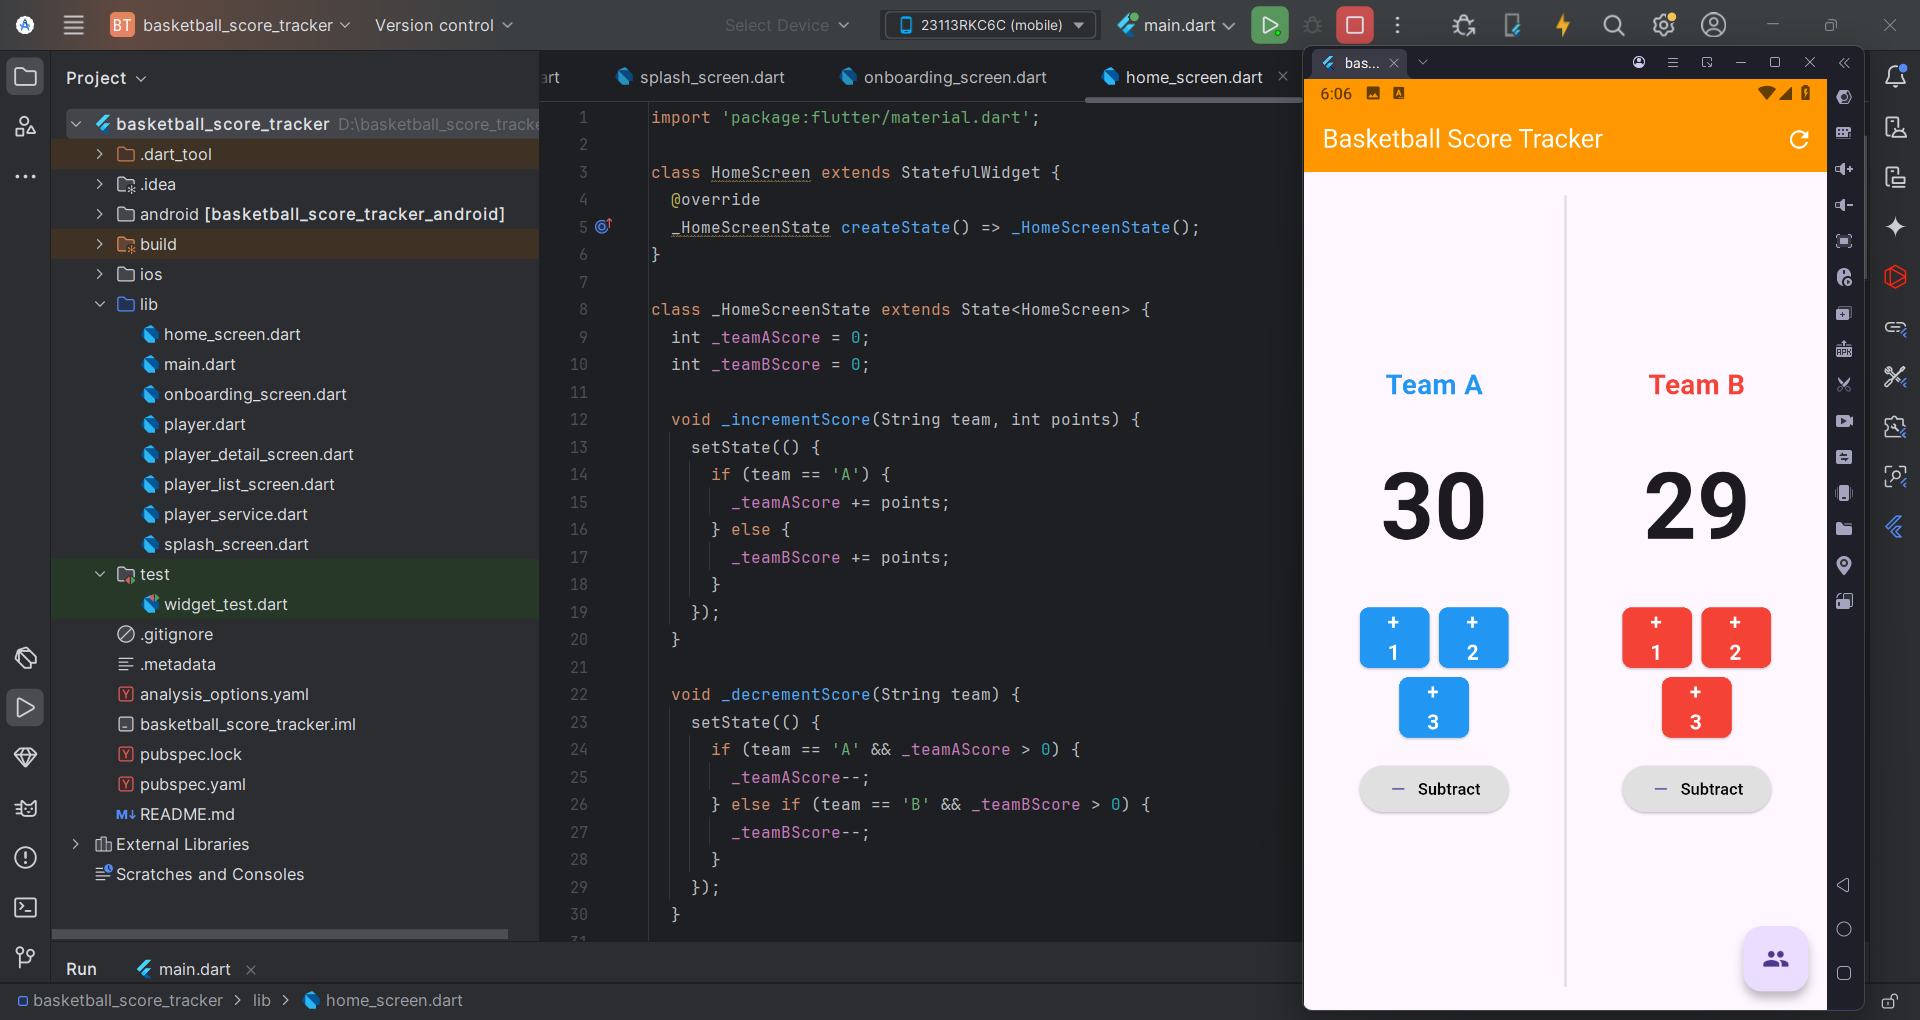 BT basketball_score_tracker
Version control
Select Device
23113RKC6C (mobile)
main.dart
Project
art
splash_screen.dart
onboarding_screen.dart
home_screen.dart
basketball_score_tracker D:\basketball_score_tracke
.dart_tool
.idea
android [basketball_score_tracker_android]
build
ios
lib
home_screen.dart
main.dart
onboarding_screen.dart
player.dart
player_detail_screen.dart
player_list_screen.dart
player_service.dart
splash_screen.dart
test
widget_test.dart
.gitignore
.metadata
analysis_options.yaml
basketball_score_tracker.iml
pubspec.lock
pubspec.yaml
README.md
External Libraries
Scratches and Consoles
1 import 'package:flutter/material.dart';
2
3 class HomeScreen extends StatefulWidget {
4 @override
5 _HomeScreenState createState() => _HomeScreenState();
6 }
7
8 class _HomeScreenState extends State<HomeScreen> {
9 int _teamAScore = 0;
10 int _teamBScore = 0;
11
12 void _incrementScore(String team, int points) {
13 setState(() {
14 if (team == 'A') {
15 _teamAScore += points;
16 } else {
17 _teamBScore += points;
18 }
19 });
20 }
21
22 void _decrementScore(String team) {
23 setState(() {
24 if (team == 'A' && _teamAScore > 0) {
25 _teamAScore--;
26 } else if (team == 'B' && _teamBScore > 0) {
27 _teamBScore--;
28 }
29 });
30 }
31
bas...
6:06
Basketball Score Tracker
Team A
Team B
30
29
+ 1
+ 2
+ 3
+ 1
+ 2
+ 3
− Subtract
− Subtract
Run
main.dart
basketball_score_tracker > lib > home_screen.dart